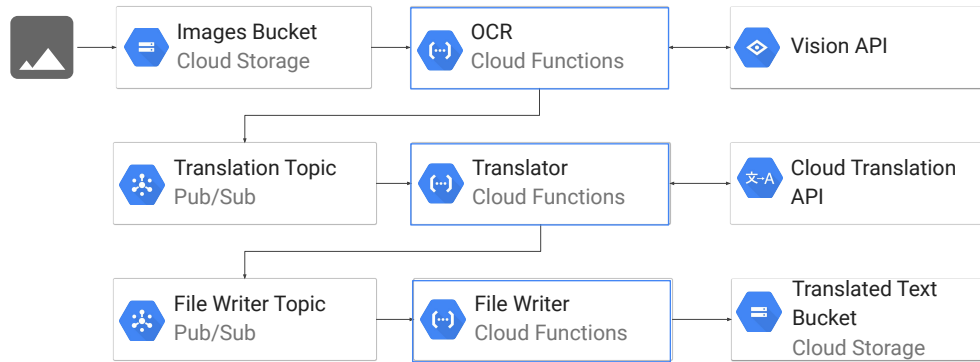 Images Bucket
Cloud Storage
OCR
Cloud Functions
Vision API
Translation Topic
Pub/Sub
Translator
Cloud Functions
文→A
Cloud Translation
API
File Writer Topic
Pub/Sub
File Writer
Cloud Functions
Translated Text
Bucket
Cloud Storage